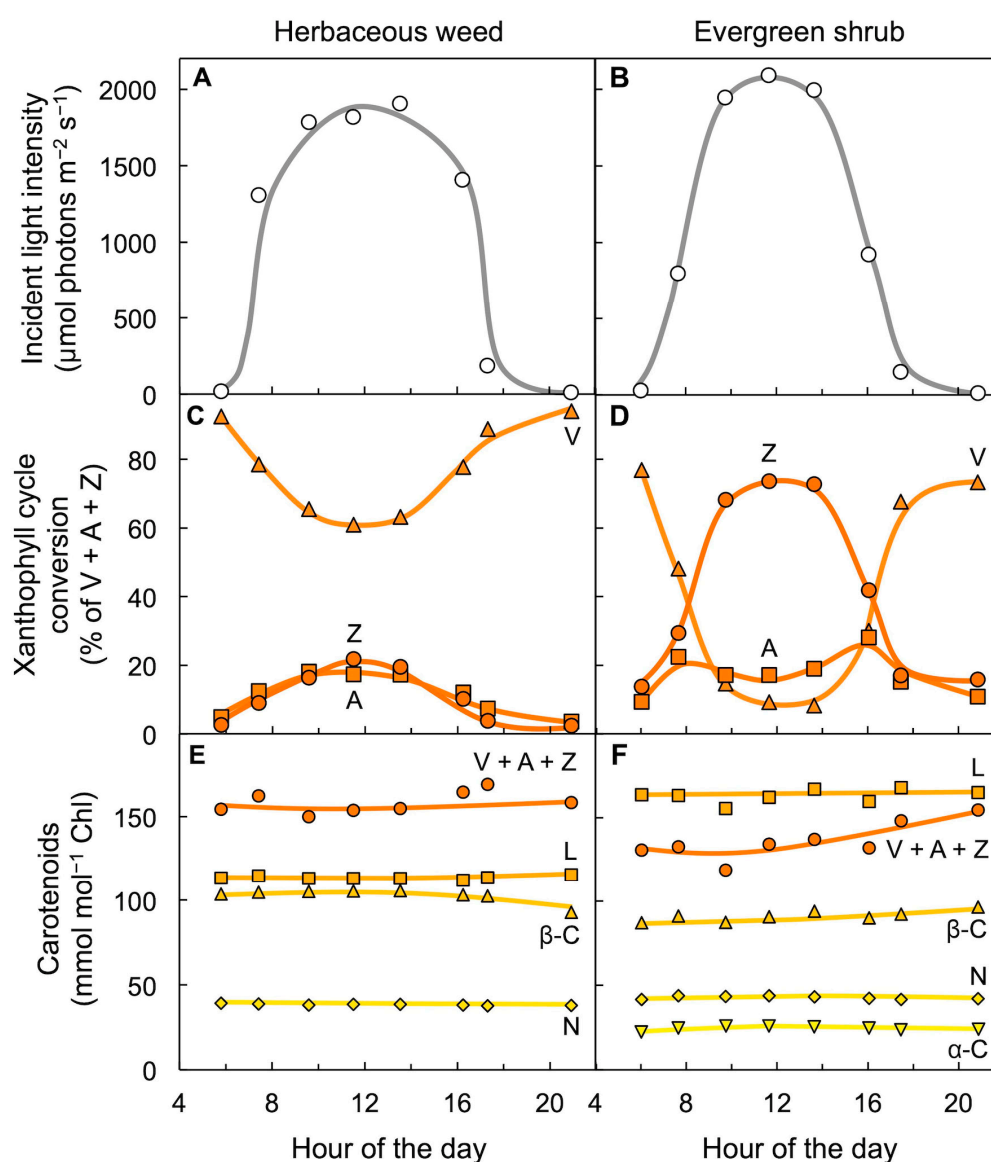 Herbaceous weed
Evergreen shrub
Incident light intensity
(μmol photons m⁻² s⁻¹)
2000
1500
1000
500
0
A
B
Xanthophyll cycle
conversion
(% of V + A + Z)
80
60
40
20
0
C
V
Z
A
D
Z
V
A
Carotenoids
(mmol mol⁻¹ Chl)
150
100
50
0
E
V + A + Z
L
β-C
N
F
L
V + A + Z
β-C
N
α-C
4 8 12 16 20 4 8 12 16 20
Hour of the day
Hour of the day